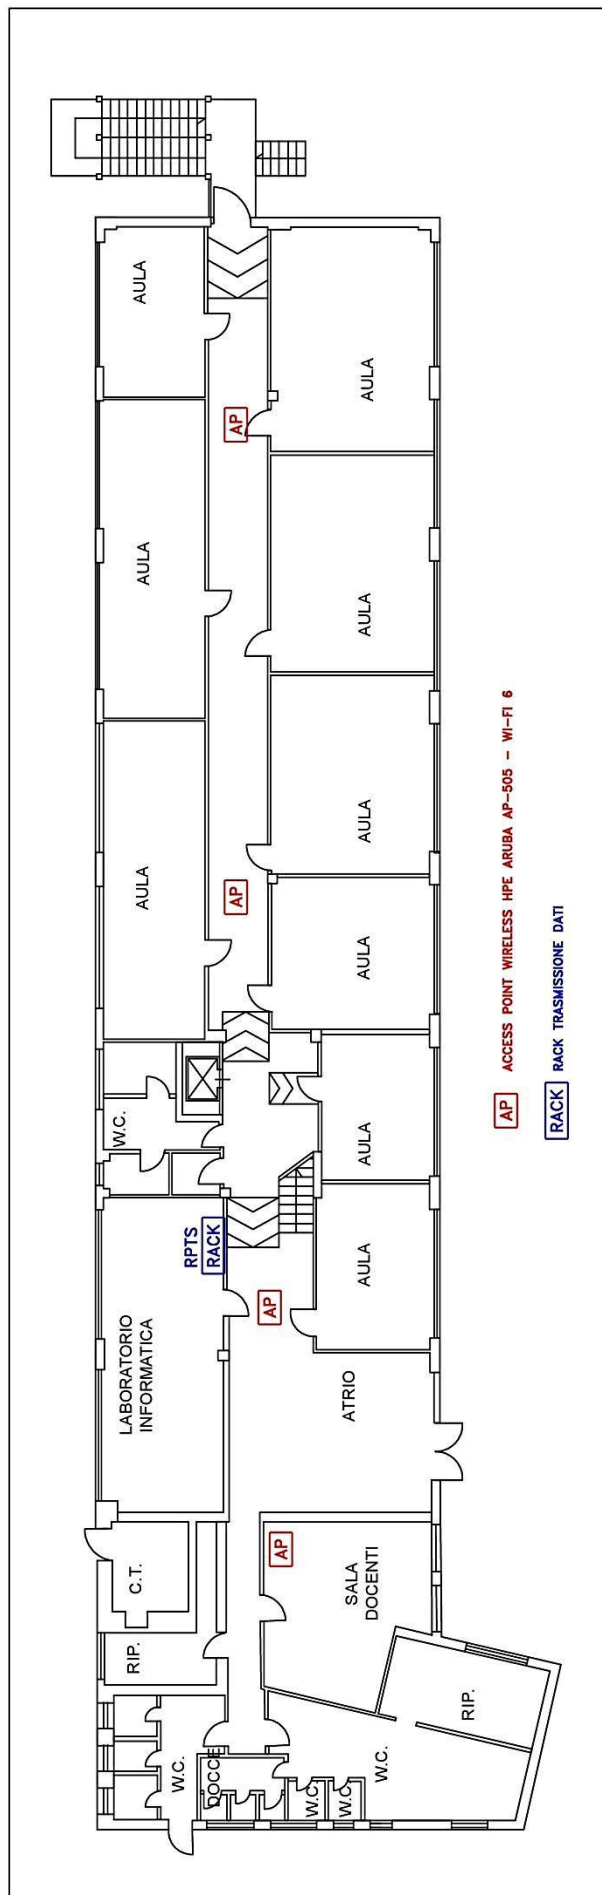 AULA
AULA
AULA
AULA
AULA
AULA
AULA
AULA
AULA
AP
AP
W.C.
RPTS
RACK
AP
LABORATORIO
INFORMATICA
ATRIO
C.T.
AP
SALA
DOCENTI
RIP.
RIP.
W.C.
DOCCE
W.C.
W.C.
W.C.
AP ACCESS POINT WIRELESS HPE ARUBA AP-505 - WI-FI 6
RACK RACK TRASMISSIONE DATI